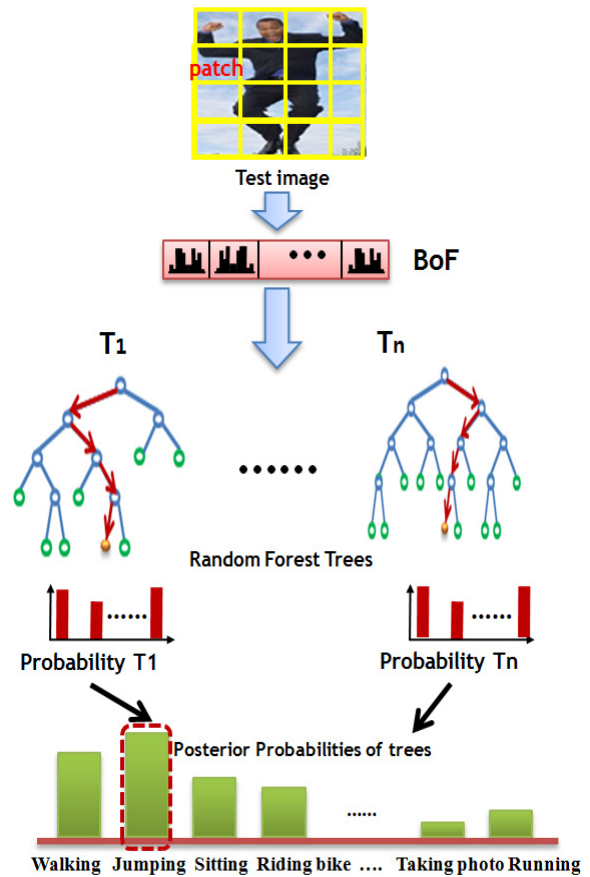 patch
Test image
BoF
T1
Tn
Random Forest Trees
Probability T1
Probability Tn
Posterior Probabilities of trees
Walking Jumping Sitting Riding bike .... Taking photo Running